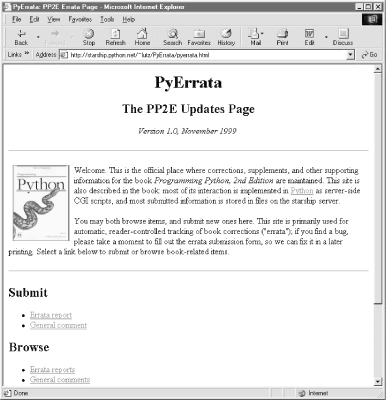 PyErrata: PP2E Errata Page - Microsoft Internet Explorer
File Edit View Favorites Tools Help
Back Stop Refresh Home Search Favorites History Mail Print Edit Discuss
Links » Address http://starship.python.net/~lutz/PyErrata/pyerrata.html Go
PyErrata
The PP2E Updates Page
Version 1.0, November 1999
Python
Welcome. This is the official place where corrections, supplements, and other supporting
information for the book Programming Python, 2nd Edition are maintained. This site is
also described in the book: most of its interaction is implemented in Python as server-side
CGI scripts, and most submitted information is stored in files on the starship server.
You may both browse items, and submit new ones here. This site is primarily used for
automatic, reader-controlled tracking of book corrections ("errata"); if you find a bug,
please take a moment to fill out the errata submission form, so we can fix it in a later
printing. Select a link below to submit or browse book-related items.
Submit
• Errata report
• General comment
Browse
• Errata reports
• General comments
Done Internet